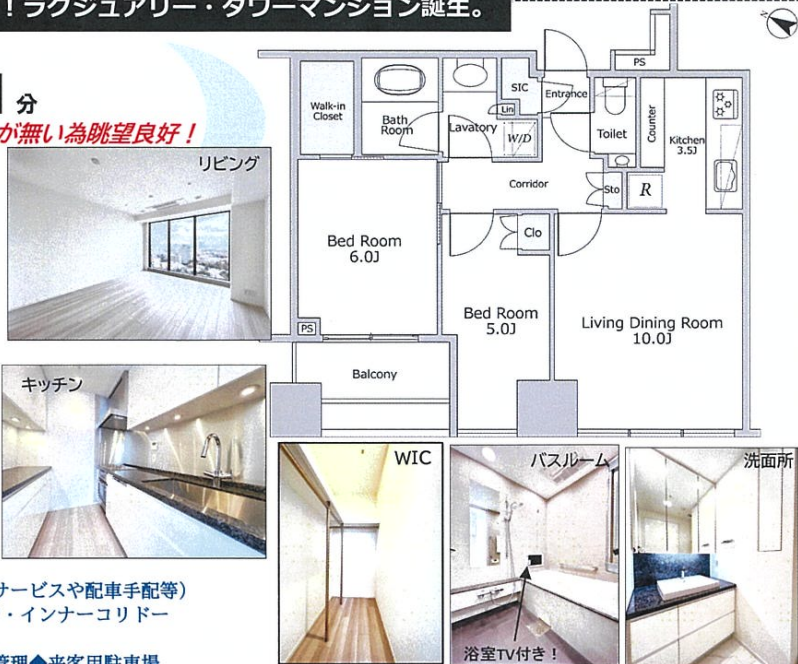 ！ラグジュアリー・タワーマンション誕生。
分
が無い為眺望良好！
リビング
キッチン
Walk-in
Closet
Bath
Room
Lavatory
SIC
Lin
W/D
Entrance
PS
Toilet
Counter
Kitchen
3.5J
Corridor
Sto
R
Bed Room
6.0J
Clo
Bed Room
5.0J
Living Dining Room
10.0J
PS
Balcony
WIC
バスルーム
浴室TV付き！
洗面所
サービスや配車手配等)
・インナーコリドー
管理◆来客用駐車場
N